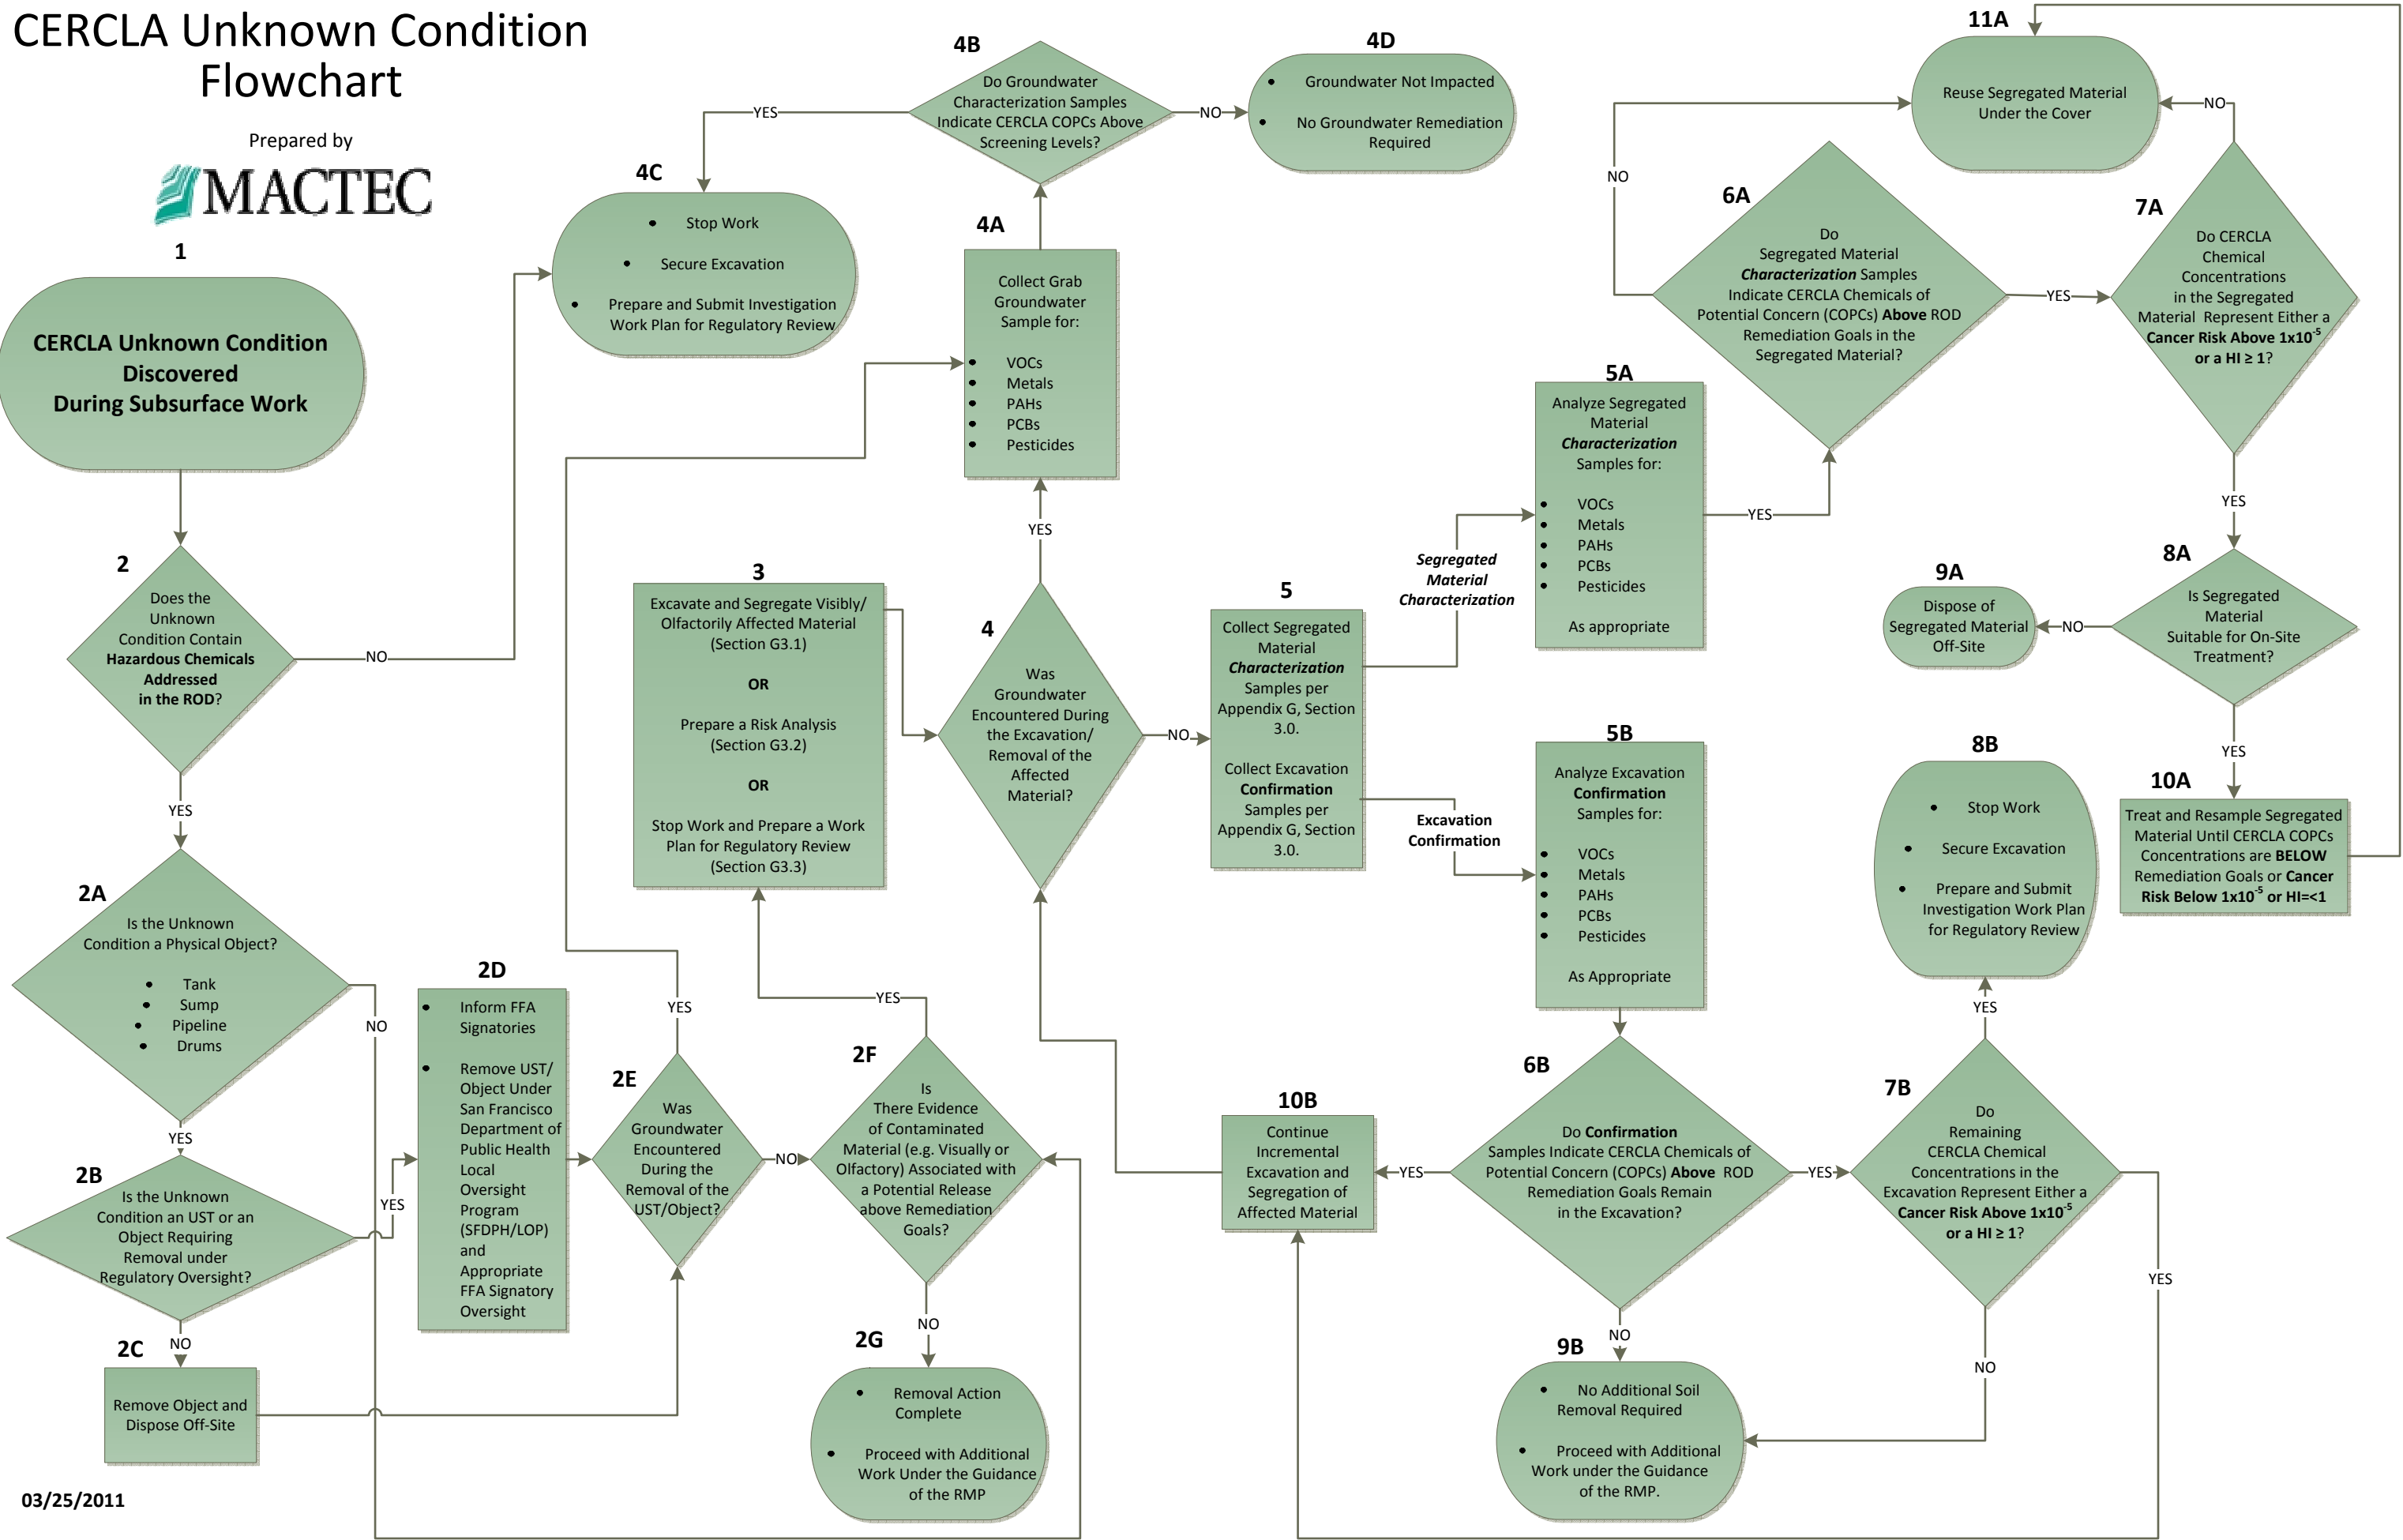 CERCLA Unknown Condition
Flowchart
Prepared by
MACTEC
1
CERCLA Unknown Condition
Discovered
During Subsurface Work
2
Does the
Unknown
Condition Contain
Hazardous Chemicals
Addressed
in the ROD?
NO
YES
2A
Is the Unknown
Condition a Physical Object?
• Tank
• Sump
• Pipeline
• Drums
NO
YES
2B
Is the Unknown
Condition an UST or an
Object Requiring
Removal under
Regulatory Oversight?
YES
NO
2C
Remove Object and
Dispose Off-Site
2D
• Inform FFA
Signatories
• Remove UST/
Object Under
San Francisco
Department of
Public Health
Local
Oversight
Program
(SFDPH/LOP)
and
Appropriate
FFA Signatory
Oversight
2E
Was
Groundwater
Encountered
During the
Removal of the
UST/Object?
YES
NO
2F
Is
There Evidence
of Contaminated
Material (e.g. Visually or
Olfactory) Associated with
a Potential Release
above Remediation
Goals?
YES
NO
2G
• Removal Action
Complete
• Proceed with Additional
Work Under the Guidance
of the RMP
3
Excavate and Segregate Visibly/
Olfactorily Affected Material
(Section G3.1)
OR
Prepare a Risk Analysis
(Section G3.2)
OR
Stop Work and Prepare a Work
Plan for Regulatory Review
(Section G3.3)
4
Was
Groundwater
Encountered During
the Excavation/
Removal of the
Affected
Material?
YES
NO
4A
Collect Grab
Groundwater
Sample for:
• VOCs
• Metals
• PAHs
• PCBs
• Pesticides
4B
Do Groundwater
Characterization Samples
Indicate CERCLA COPCs Above
Screening Levels?
YES
NO
4C
• Stop Work
• Secure Excavation
• Prepare and Submit Investigation
Work Plan for Regulatory Review
4D
• Groundwater Not Impacted
• No Groundwater Remediation
Required
5
Collect Segregated
Material
Characterization
Samples per
Appendix G, Section
3.0.
Collect Excavation
Confirmation
Samples per
Appendix G, Section
3.0.
Segregated
Material
Characterization
Excavation
Confirmation
5A
Analyze Segregated
Material
Characterization
Samples for:
• VOCs
• Metals
• PAHs
• PCBs
• Pesticides
As appropriate
YES
5B
Analyze Excavation
Confirmation
Samples for:
• VOCs
• Metals
• PAHs
• PCBs
• Pesticides
As Appropriate
6A
Do
Segregated Material
Characterization Samples
Indicate CERCLA Chemicals of
Potential Concern (COPCs) Above ROD
Remediation Goals in the
Segregated Material?
NO
YES
7A
Do CERCLA
Chemical
Concentrations
in the Segregated
Material Represent Either a
Cancer Risk Above 1x10⁻⁵
or a HI ≥ 1?
NO
YES
8A
Is Segregated
Material
Suitable for On-Site
Treatment?
NO
YES
9A
Dispose of
Segregated Material
Off-Site
10A
Treat and Resample Segregated
Material Until CERCLA COPCs
Concentrations are BELOW
Remediation Goals or Cancer
Risk Below 1x10⁻⁵ or HI=<1
11A
Reuse Segregated Material
Under the Cover
6B
Do Confirmation
Samples Indicate CERCLA Chemicals of
Potential Concern (COPCs) Above ROD
Remediation Goals Remain
in the Excavation?
YES
YES
NO
7B
Do
Remaining
CERCLA Chemical
Concentrations in the
Excavation Represent Either a
Cancer Risk Above 1x10⁻⁵
or a HI ≥ 1?
YES
YES
NO
8B
• Stop Work
• Secure Excavation
• Prepare and Submit
Investigation Work Plan
for Regulatory Review
9B
• No Additional Soil
Removal Required
• Proceed with Additional
Work under the Guidance
of the RMP.
10B
Continue
Incremental
Excavation and
Segregation of
Affected Material
03/25/2011